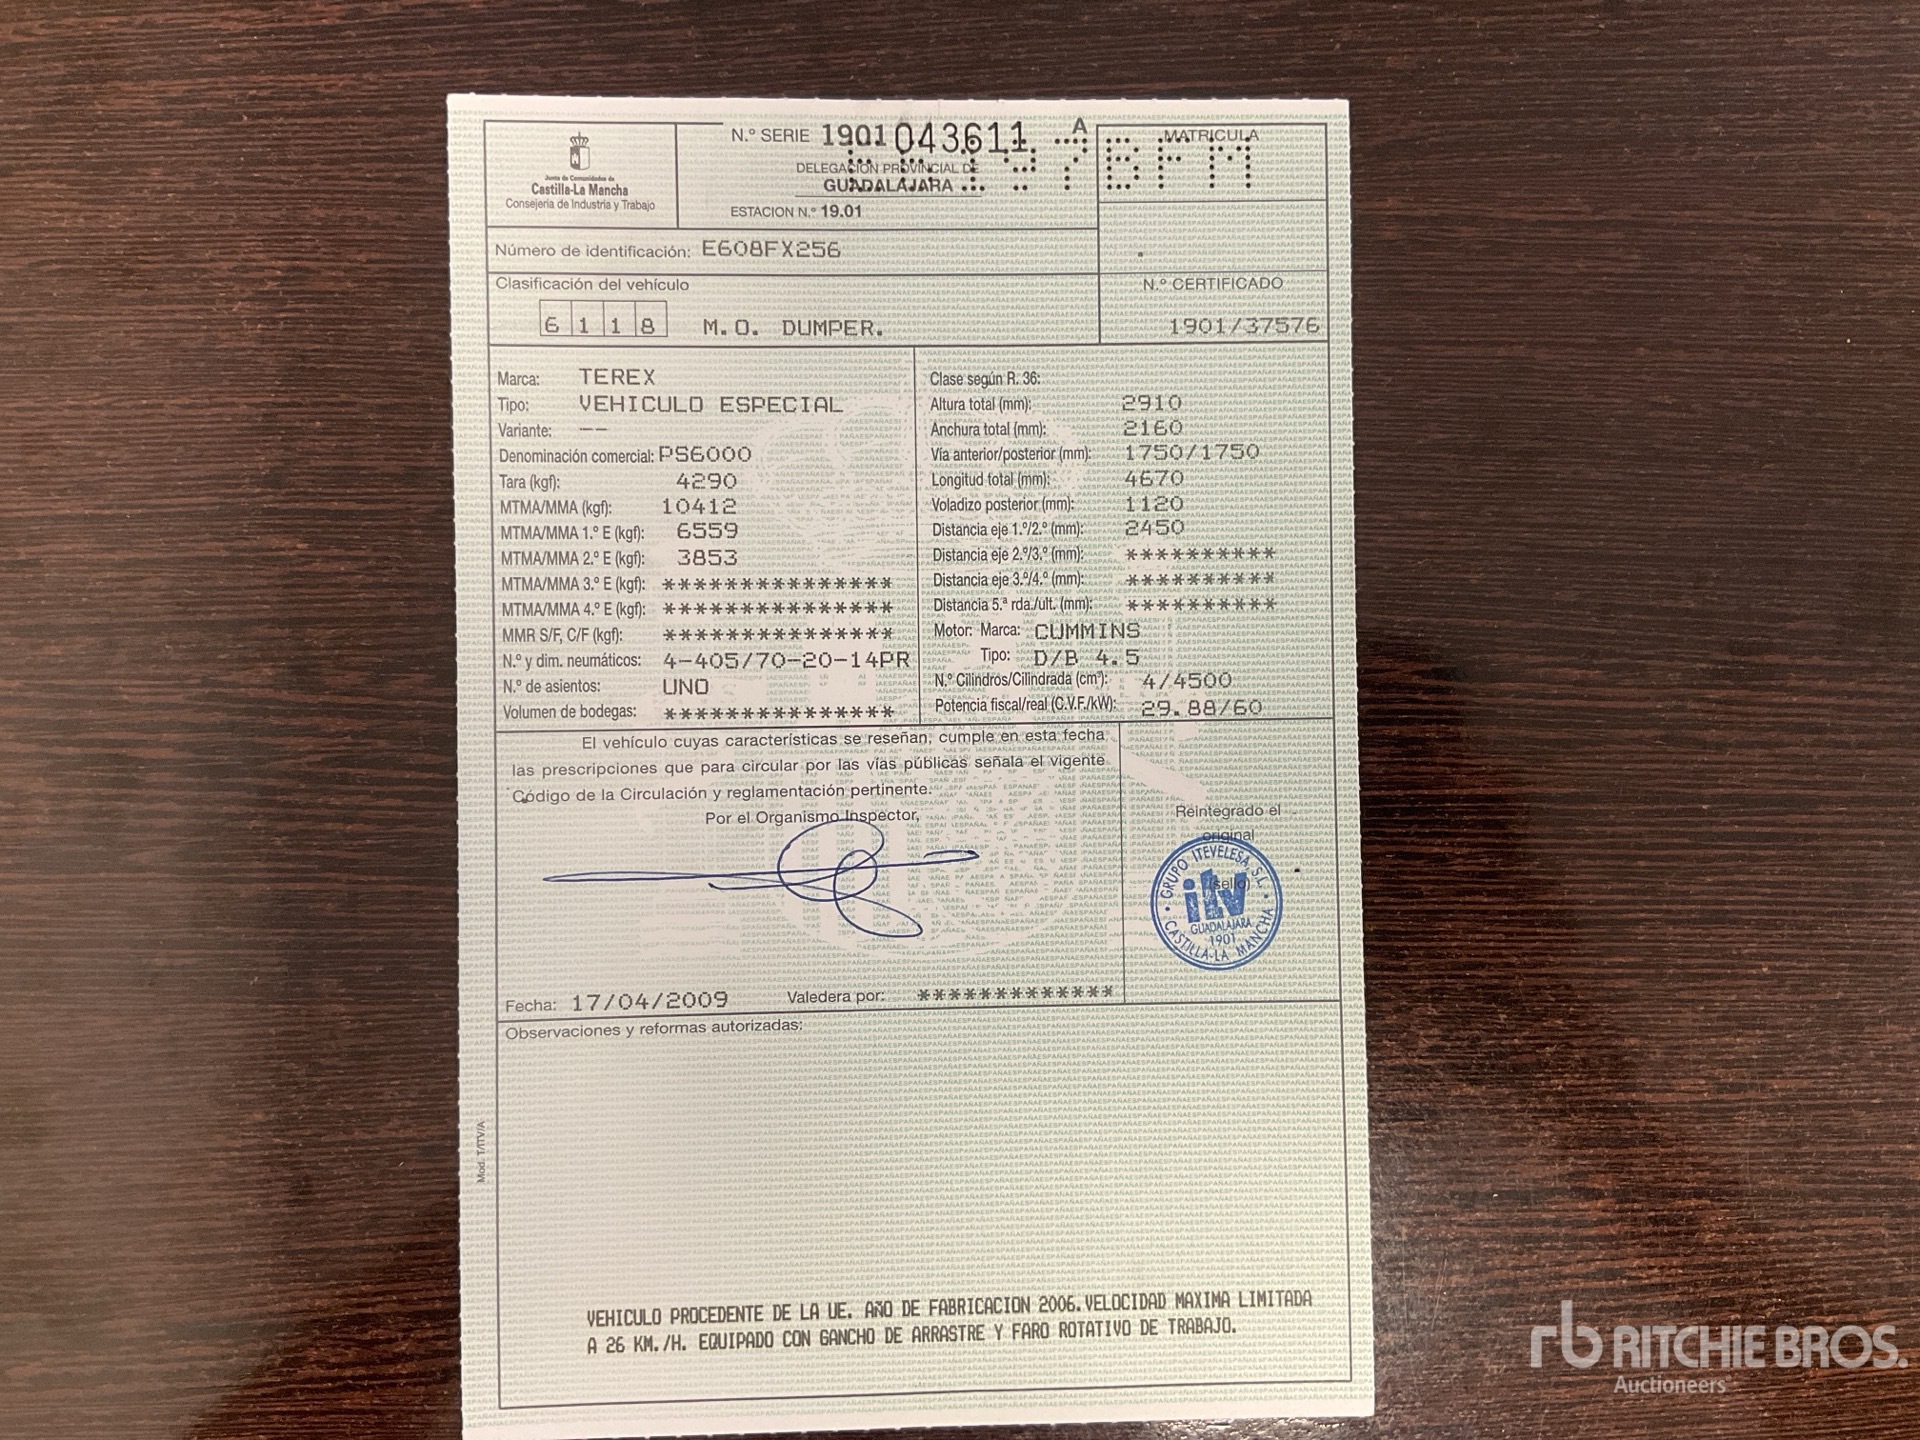 Junta de Comunidades de
Castilla-La Mancha
Consejería de Industria y Trabajo
N.º SERIE 1901 043611 A
DELEGACIÓN PROVINCIAL DE
GUADALAJARA
ESTACION N.º 19.01
MATRICULA
7BFM
Número de identificación: E608FX256
Clasificación del vehículo
6 1 1 8 M.O. DUMPER.
N.º CERTIFICADO
1901/37576
Marca: TEREX
Tipo: VEHICULO ESPECIAL
Variante: --
Denominación comercial: PS6000
Tara (kgf): 4290
MTMA/MMA (kgf): 10412
MTMA/MMA 1.º E (kgf): 6559
MTMA/MMA 2.º E (kgf): 3853
MTMA/MMA 3.º E (kgf): ***************
MTMA/MMA 4.º E (kgf): ***************
MMR S/F, C/F (kgf): ***************
N.º y dim. neumáticos: 4-405/70-20-14PR
N.º de asientos: UNO
Volumen de bodegas: ***************
Clase según R. 36:
Altura total (mm): 2910
Anchura total (mm): 2160
Vía anterior/posterior (mm): 1750/1750
Longitud total (mm): 4670
Voladizo posterior (mm): 1120
Distancia eje 1.º/2.º (mm): 2450
Distancia eje 2.º/3.º (mm): **********
Distancia eje 3.º/4.º (mm): **********
Distancia 5.ª rda./ult. (mm): **********
Motor: Marca: CUMMINS
Tipo: D/B 4.5
N.º Cilindros/Cilindrada (cm³): 4/4500
Potencia fiscal/real (C.V.F./kW): 29.88/60
El vehículo cuyas características se reseñan, cumple en esta fecha
las prescripciones que para circular por las vías públicas señala el vigente
Código de la Circulación y reglamentación pertinente.
Por el Organismo Inspector,
Reintegrado el
original
(sello)
GRUPO ITEVELESA, S.L.
itv
GUADALAJARA
1901
CASTILLA-LA MANCHA
Fecha: 17/04/2009 Valedera por: *************
Observaciones y reformas autorizadas:
Mod. T/ITV/A
VEHICULO PROCEDENTE DE LA UE. AÑO DE FABRICACION 2006. VELOCIDAD MAXIMA LIMITADA
A 26 KM./H. EQUIPADO CON GANCHO DE ARRASTRE Y FARO ROTATIVO DE TRABAJO.
rb RITCHIE BROS.
Auctioneers